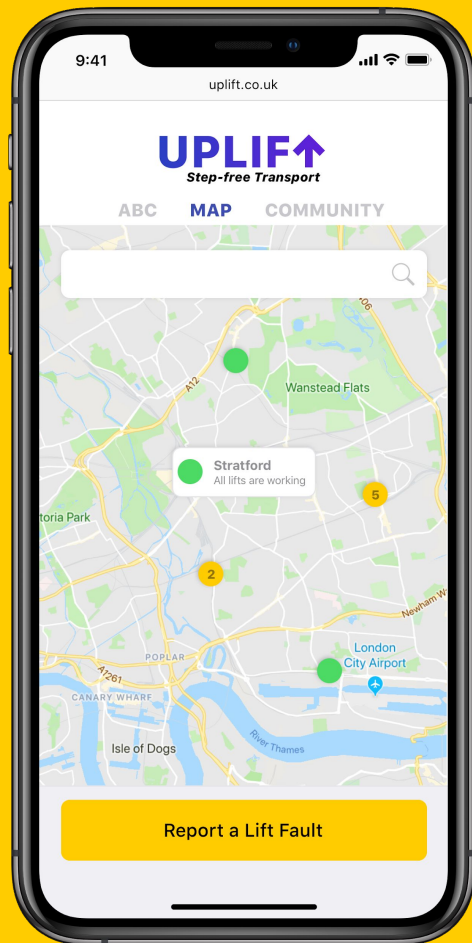 9:41
uplift.co.uk
UPLIFT
Step-free Transport
ABC MAP COMMUNITY
A12
Wanstead Flats
Stratford
All lifts are working
5
toria Park
2
Newham W
POPLAR
London
City Airport
A1261
CANARY WHARF
Isle of Dogs
River Thames
Report a Lift Fault